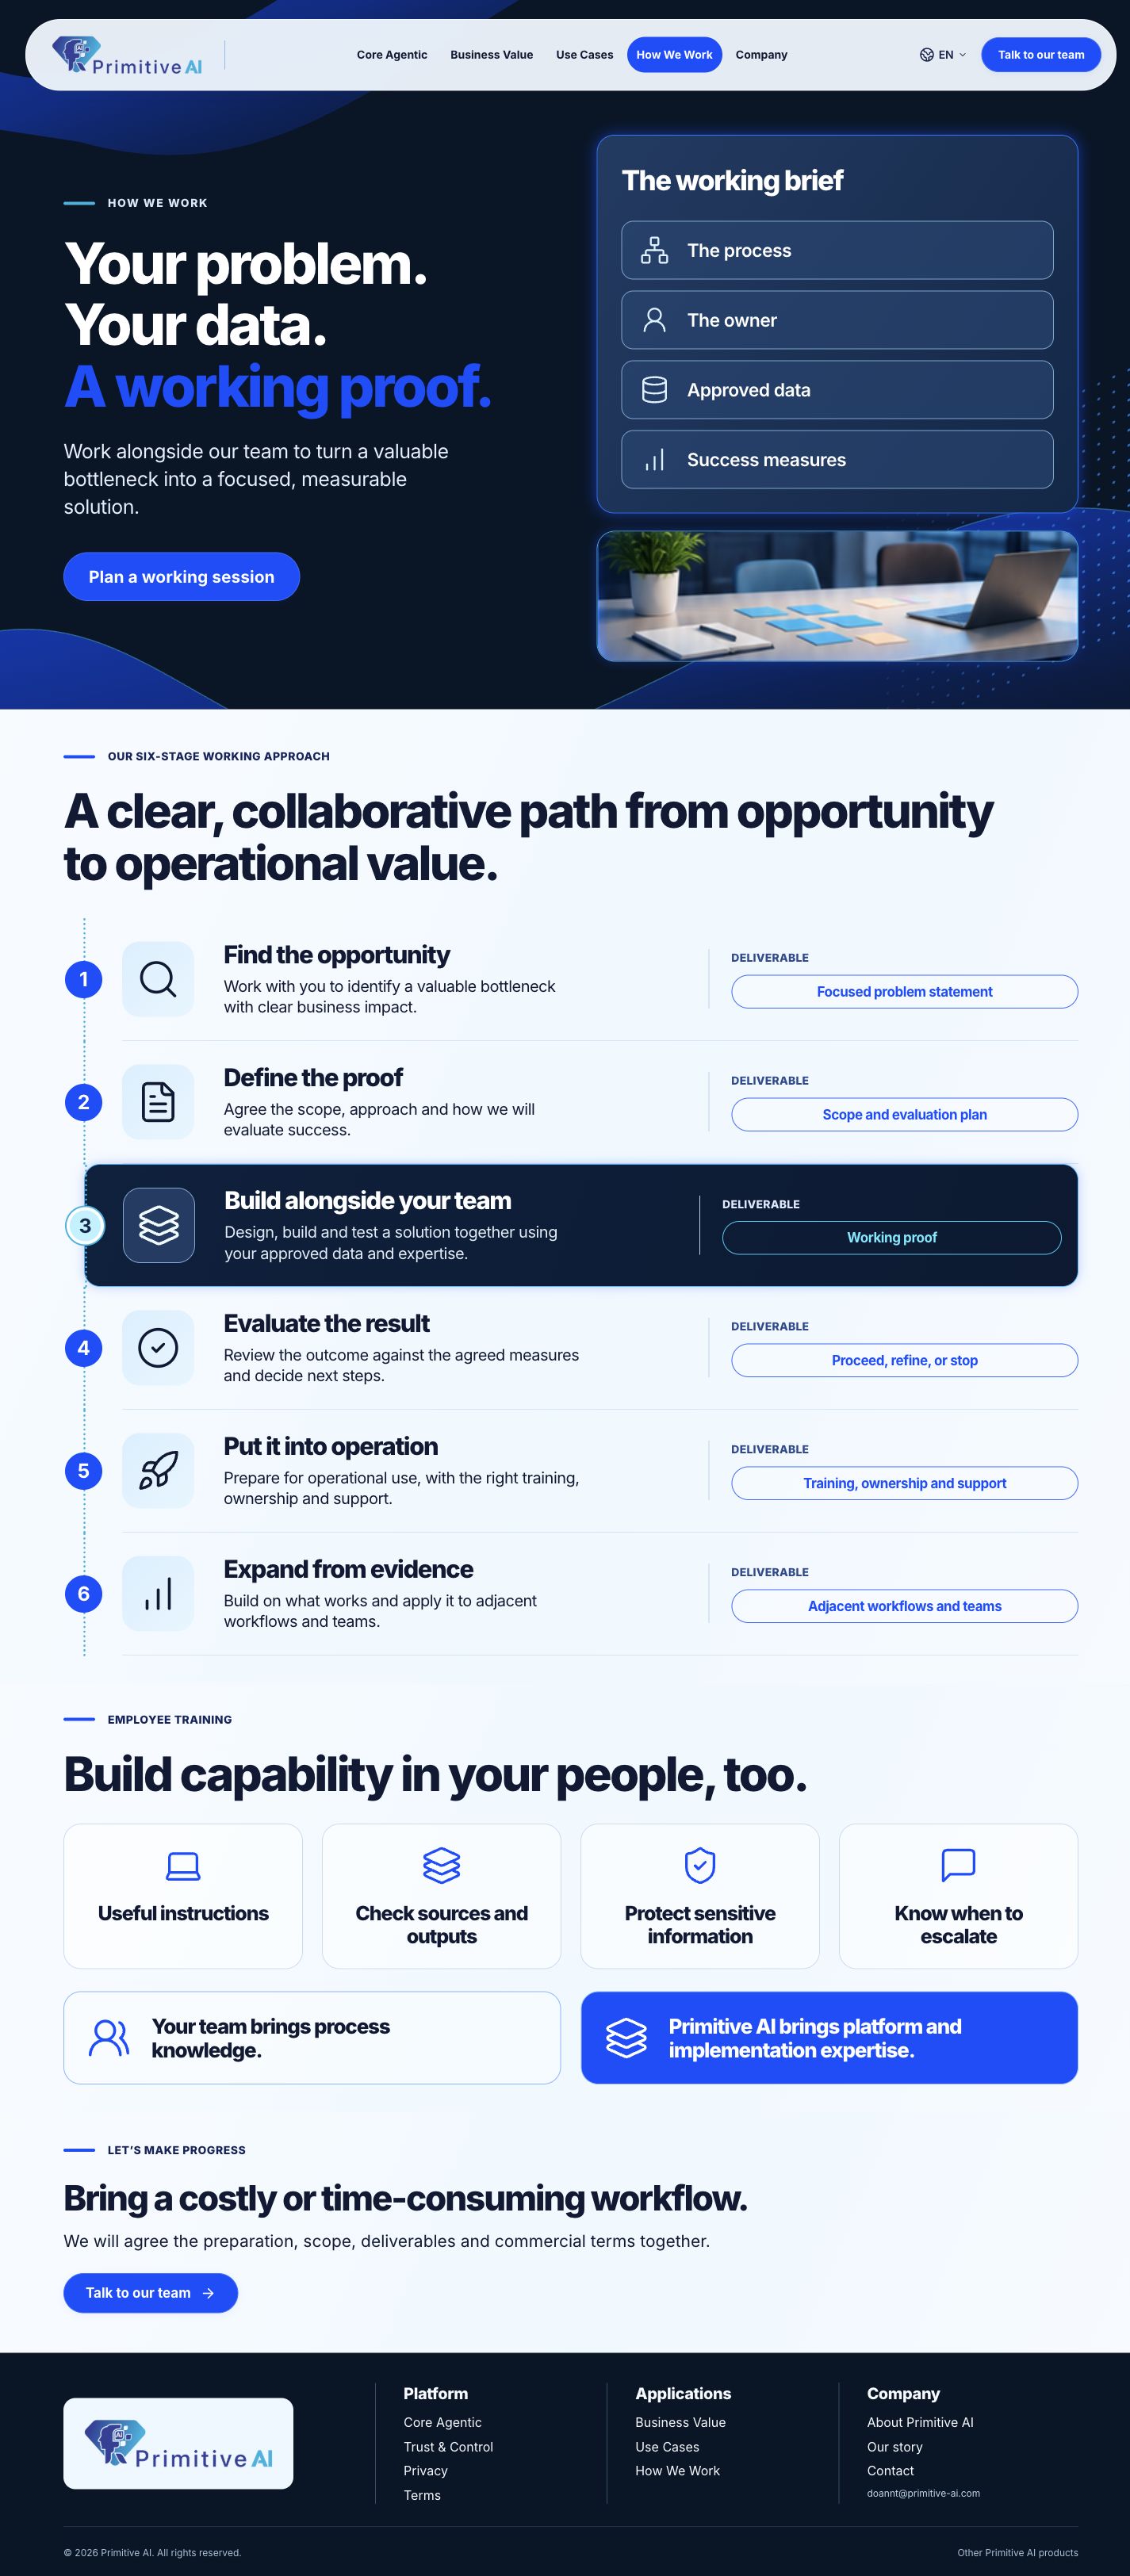 Primitive AI
Core Agentic
Business Value
Use Cases
How We Work
Company
EN
Talk to our team
HOW WE WORK
Your problem.
Your data.
A working proof.
Work alongside our team to turn a valuable
bottleneck into a focused, measurable
solution.
Plan a working session
The working brief
The process
The owner
Approved data
Success measures
OUR SIX-STAGE WORKING APPROACH
A clear, collaborative path from opportunity
to operational value.
1
Find the opportunity
Work with you to identify a valuable bottleneck
with clear business impact.
DELIVERABLE
Focused problem statement
2
Define the proof
Agree the scope, approach and how we will
evaluate success.
DELIVERABLE
Scope and evaluation plan
3
Build alongside your team
Design, build and test a solution together using
your approved data and expertise.
DELIVERABLE
Working proof
4
Evaluate the result
Review the outcome against the agreed measures
and decide next steps.
DELIVERABLE
Proceed, refine, or stop
5
Put it into operation
Prepare for operational use, with the right training,
ownership and support.
DELIVERABLE
Training, ownership and support
6
Expand from evidence
Build on what works and apply it to adjacent
workflows and teams.
DELIVERABLE
Adjacent workflows and teams
EMPLOYEE TRAINING
Build capability in your people, too.
Useful instructions
Check sources and
outputs
Protect sensitive
information
Know when to
escalate
Your team brings process
knowledge.
Primitive AI brings platform and
implementation expertise.
LET’S MAKE PROGRESS
Bring a costly or time-consuming workflow.
We will agree the preparation, scope, deliverables and commercial terms together.
Talk to our team
Primitive AI
Platform
Core Agentic
Trust & Control
Privacy
Terms
Applications
Business Value
Use Cases
How We Work
Company
About Primitive AI
Our story
Contact
doannt@primitive-ai.com
© 2026 Primitive AI. All rights reserved.
Other Primitive AI products